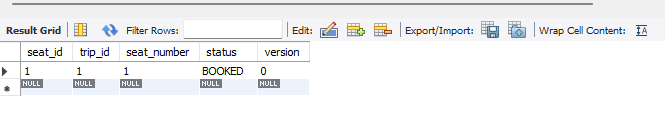 Result Grid Filter Rows: Edit: Export/Import: Wrap Cell Content: IA
seat_id trip_id seat_number status version
1 1 1 BOOKED 0
NULL NULL NULL NULL NULL